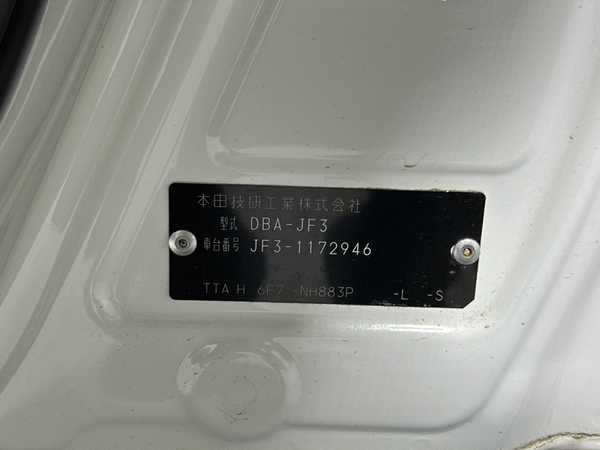 本田技研工業株式会社
型式 DBA-JF3
車台番号 JF3-1172946
TTA H 6F7 -NH883P -L -S